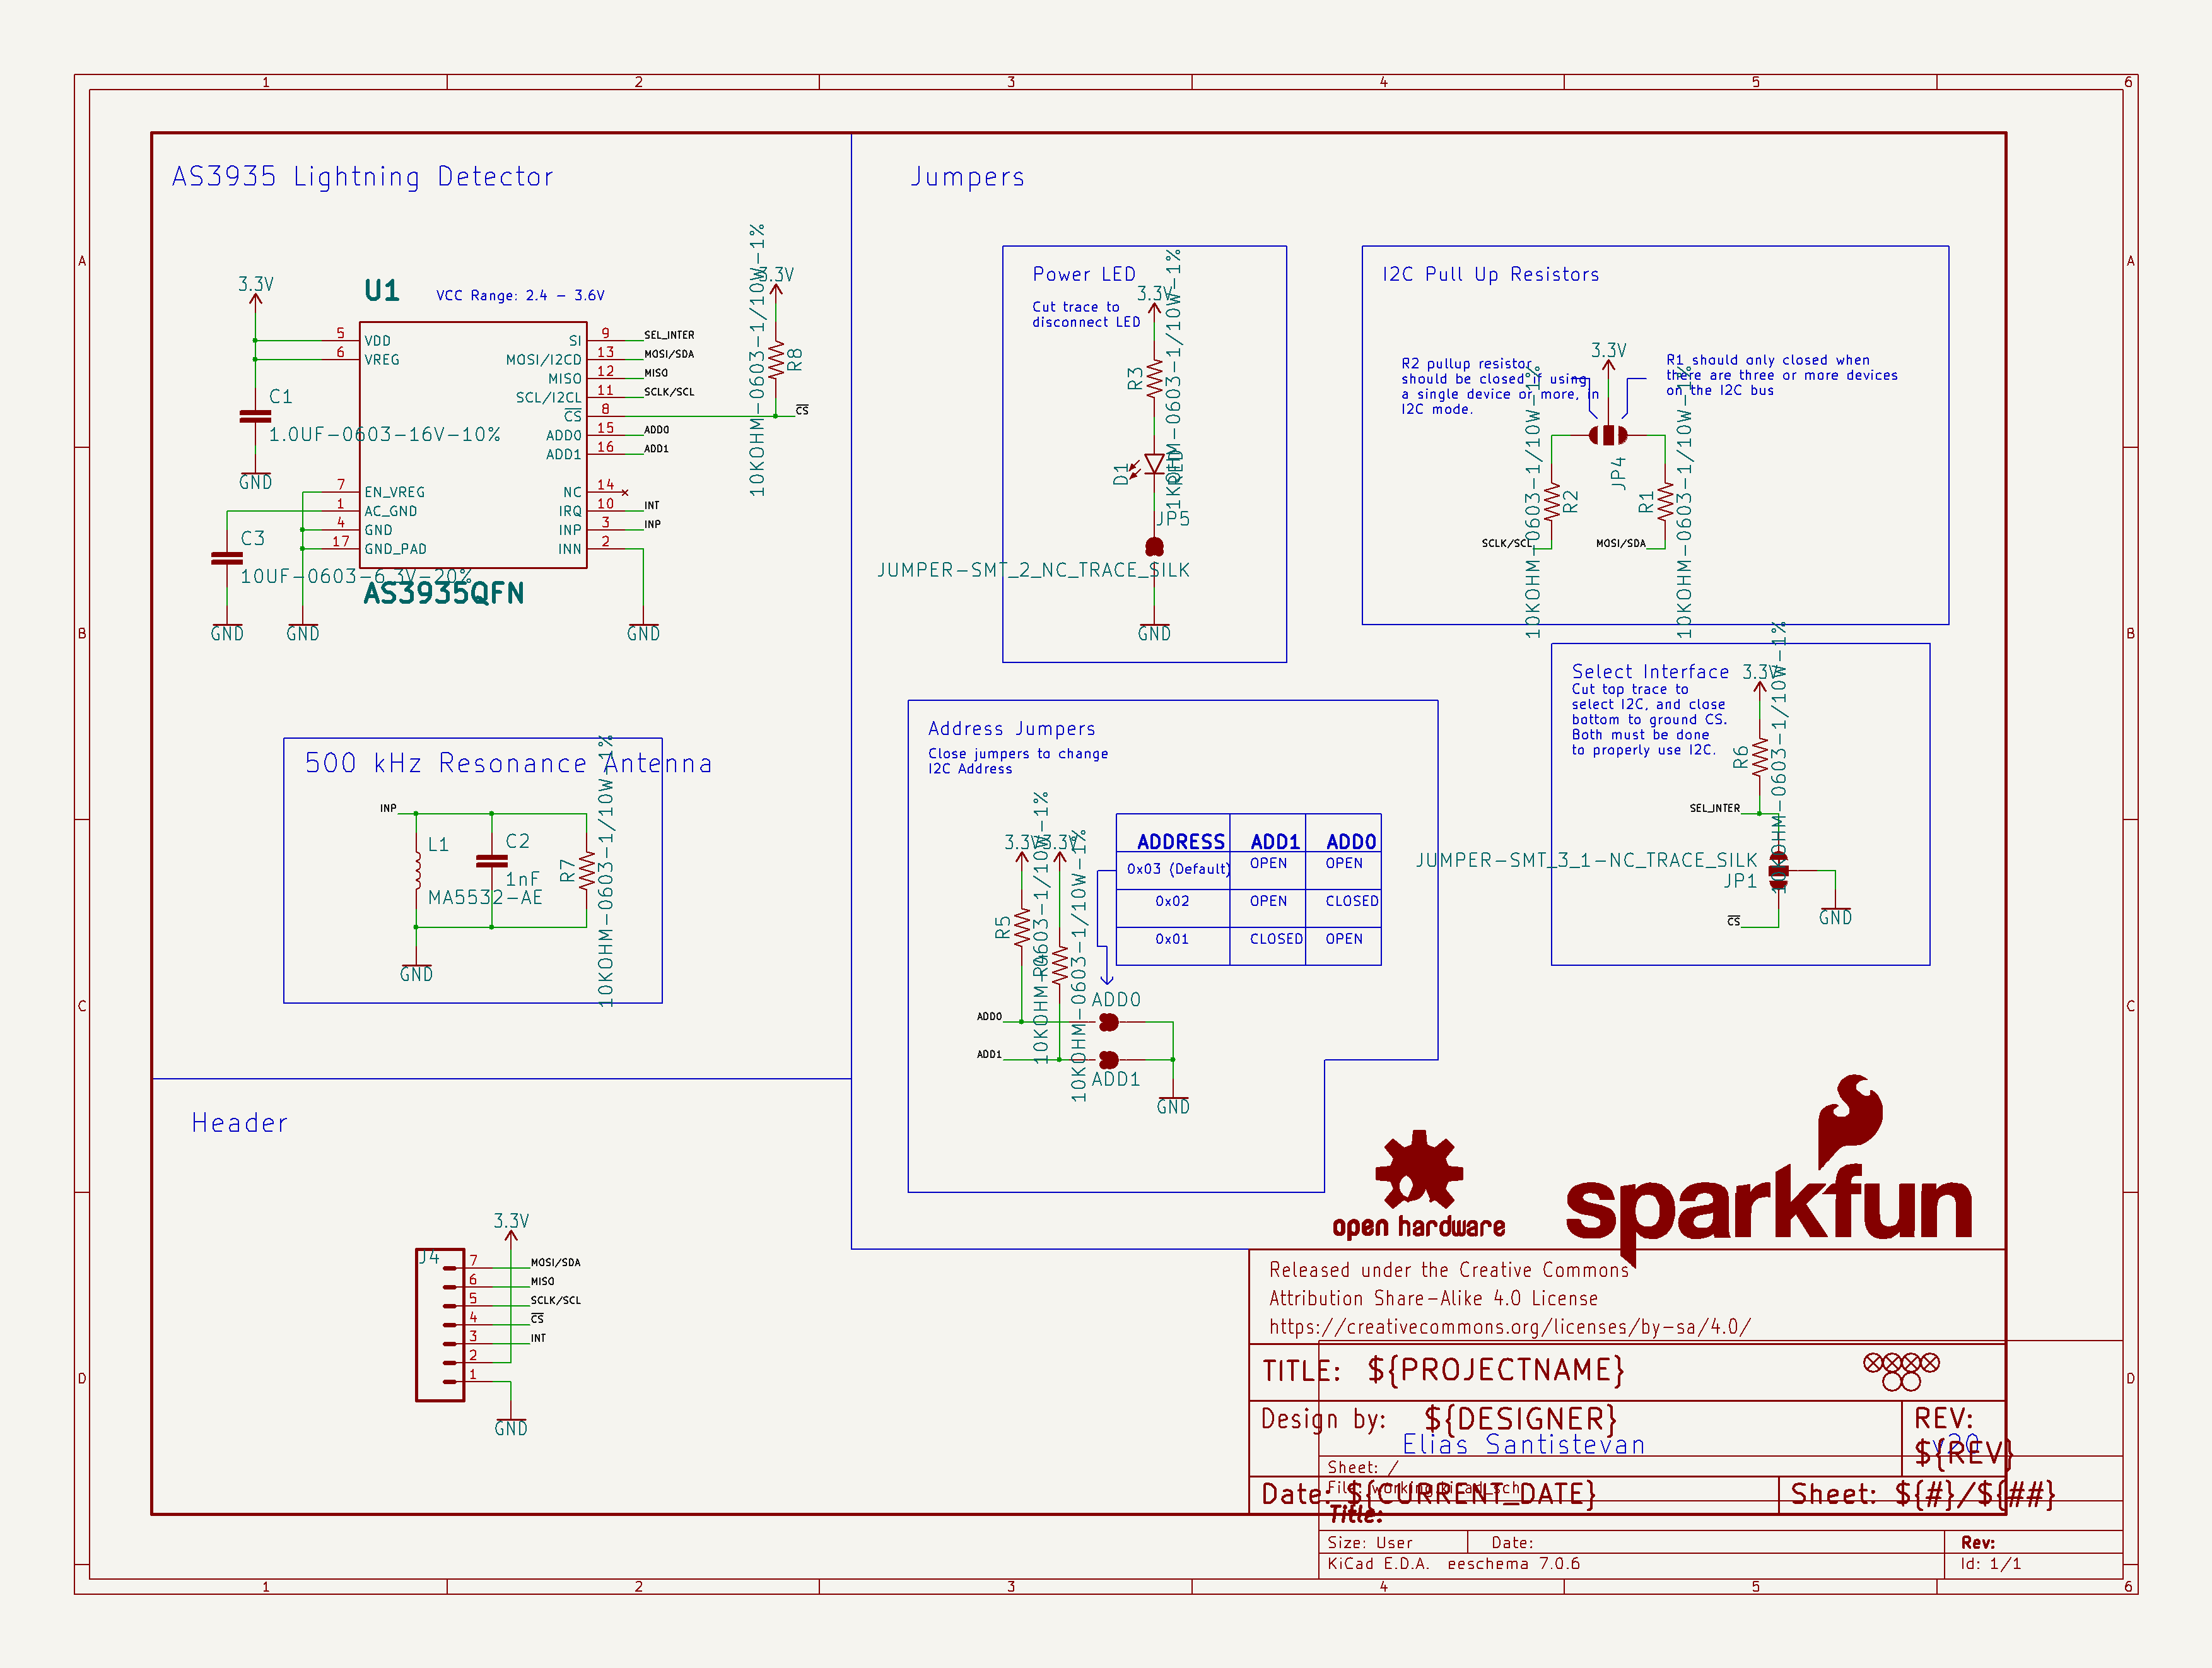 1 2 3 4 5 6
A
B
C
D
AS3935 Lightning Detector
3.3V
U1
VCC Range: 2.4 - 3.6V
5 VDD
6 VREG
7 EN_VREG
1 AC_GND
4 GND
17 GND_PAD
SI 9 SEL_INTER
MOSI/I2CD 13 MOSI/SDA
MISO 12 MISO
SCL/I2CL 11 SCLK/SCL
CS 8 CS
ADD0 15 ADD0
ADD1 16 ADD1
NC 14
IRQ 10 INT
INP 3 INP
INN 2
C1
1.0UF-0603-16V-10%
GND
C3
10UF-0603-6.3V-20%
AS3935QFN
GND
GND
GND
3.3V
R8
10KOHM-0603-1/10W-1%
500 kHz Resonance Antenna
INP
L1
MA5532-AE
C2
1nF
R7
10KOHM-0603-1/10W-1%
GND
Header
3.3V
J4
7 MOSI/SDA
6 MISO
5 SCLK/SCL
4 CS
3 INT
2
1
GND
Jumpers
Power LED
Cut trace to
disconnect LED
3.3V
R3
1KOHM-0603-1/10W-1%
D1
RED
JP5
JUMPER-SMT_2_NC_TRACE_SILK
GND
I2C Pull Up Resistors
R2 pullup resistor
should be closed if using
a single device or more, in
I2C mode.
3.3V
R1 should only closed when
there are three or more devices
on the I2C bus
JP4
R2
10KOHM-0603-1/10W-1%
R1
10KOHM-0603-1/10W-1%
SCLK/SCL
MOSI/SDA
Select Interface
Cut top trace to
select I2C, and close
bottom to ground CS.
Both must be done
to properly use I2C.
3.3V
R6
10KOHM-0603-1/10W-1%
SEL_INTER
JUMPER-SMT_3_1-NC_TRACE_SILK
JP1
CS
GND
Address Jumpers
Close jumpers to change
I2C Address
3.3V
3.3V
R5
10KOHM-0603-1/10W-1%
R4
10KOHM-0603-1/10W-1%
ADDRESS ADD1 ADD0
0x03 (Default) OPEN OPEN
0x02 OPEN CLOSED
0x01 CLOSED OPEN
ADD0
ADD0
ADD1
ADD1
GND
open hardware
sparkfun
Released under the Creative Commons
Attribution Share-Alike 4.0 License
https://creativecommons.org/licenses/by-sa/4.0/
TITLE: ${PROJECTNAME}
Design by: ${DESIGNER}
Elias Santistevan
REV:
${REV}
v20
Sheet: /
File: working.kicad_sch
Date: ${CURRENT_DATE}
Sheet: ${#}/${##}
Title:
Size: User Date: Rev:
KiCad E.D.A. eeschema 7.0.6 Id: 1/1
1 2 3 4 5 6
A
B
C
D